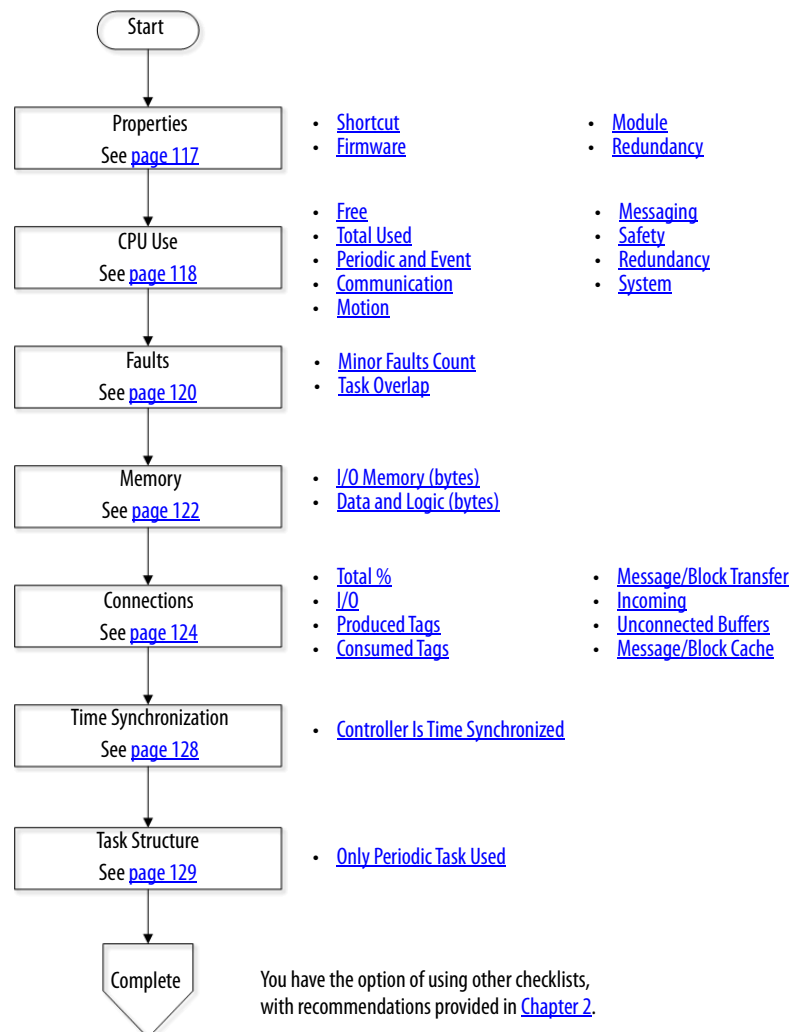 Start
Properties
See page 117
• Shortcut
• Firmware
• Module
• Redundancy
CPU Use
See page 118
• Free
• Total Used
• Periodic and Event
• Communication
• Motion
• Messaging
• Safety
• Redundancy
• System
Faults
See page 120
• Minor Faults Count
• Task Overlap
Memory
See page 122
• I/O Memory (bytes)
• Data and Logic (bytes)
Connections
See page 124
• Total %
• I/O
• Produced Tags
• Consumed Tags
• Message/Block Transfer
• Incoming
• Unconnected Buffers
• Message/Block Cache
Time Synchronization
See page 128
• Controller Is Time Synchronized
Task Structure
See page 129
• Only Periodic Task Used
Complete
You have the option of using other checklists,
with recommendations provided in Chapter 2.